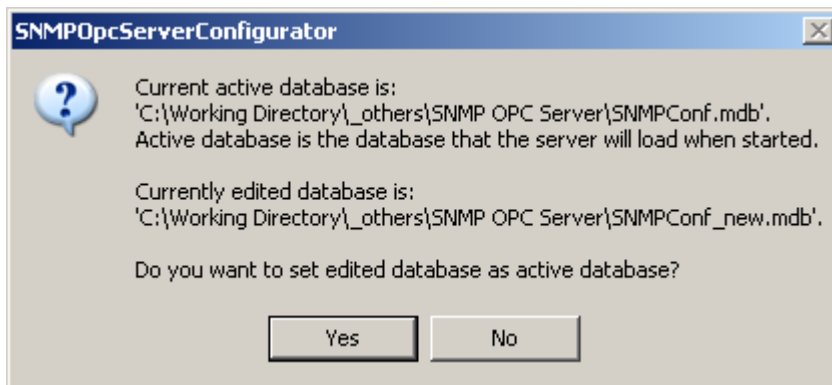 SNMPOpcServerConfigurator
Current active database is:
'C:\Working Directory\_others\SNMP OPC Server\SNMPConf.mdb'.
Active database is the database that the server will load when started.
Currently edited database is:
'C:\Working Directory\_others\SNMP OPC Server\SNMPConf_new.mdb'.
Do you want to set edited database as active database?
Yes
No